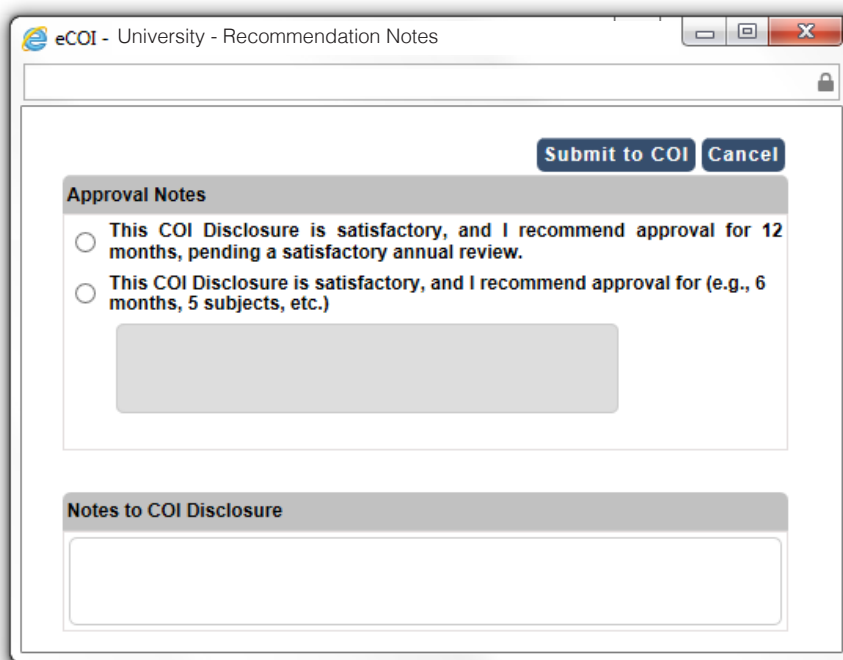 eCOI - University - Recommendation Notes
Submit to COI Cancel
Approval Notes
This COI Disclosure is satisfactory, and I recommend approval for 12
months, pending a satisfactory annual review.
This COI Disclosure is satisfactory, and I recommend approval for (e.g., 6
months, 5 subjects, etc.)
Notes to COI Disclosure